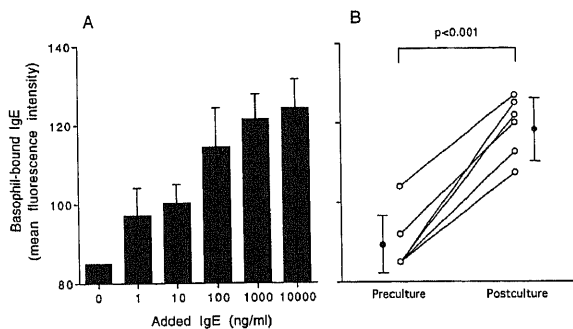 A
B
p<0.001
Basophil-bound IgE
(mean fluorescence intensity)
140
120
100
80
0 1 10 100 1000 10000
Added IgE (ng/ml)
Preculture Postculture